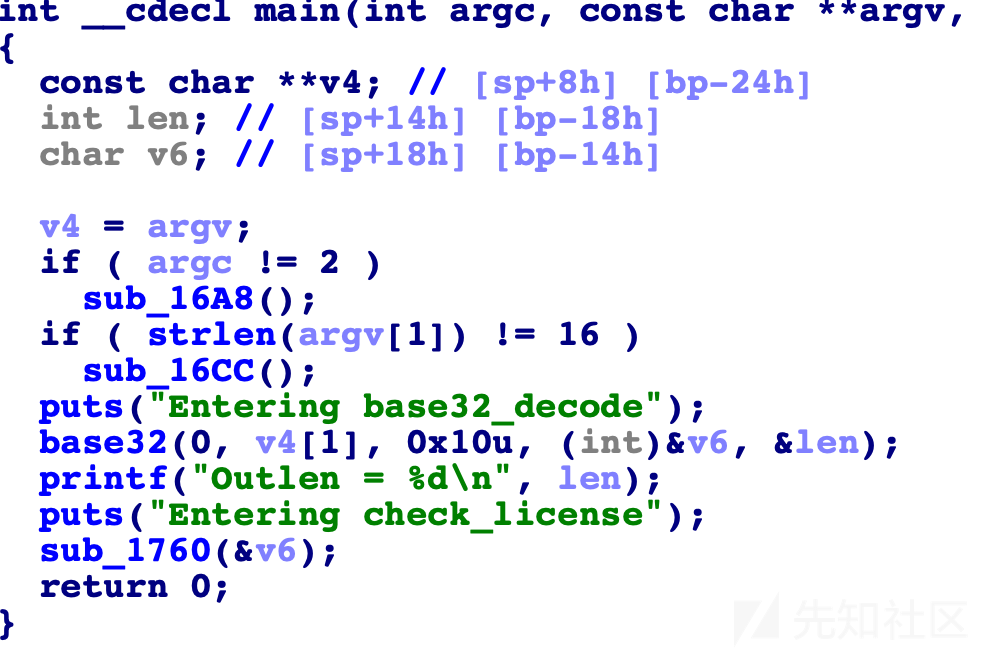 int __cdecl main(int argc, const char **argv,
{
  const char **v4; // [sp+8h] [bp-24h]
  int len; // [sp+14h] [bp-18h]
  char v6; // [sp+18h] [bp-14h]

  v4 = argv;
  if ( argc != 2 )
    sub_16A8();
  if ( strlen(argv[1]) != 16 )
    sub_16CC();
  puts("Entering base32_decode");
  base32(0, v4[1], 0x10u, (int)&v6, &len);
  printf("Outlen = %d\n", len);
  puts("Entering check_license");
  sub_1760(&v6);
  return 0;
}
先知社区